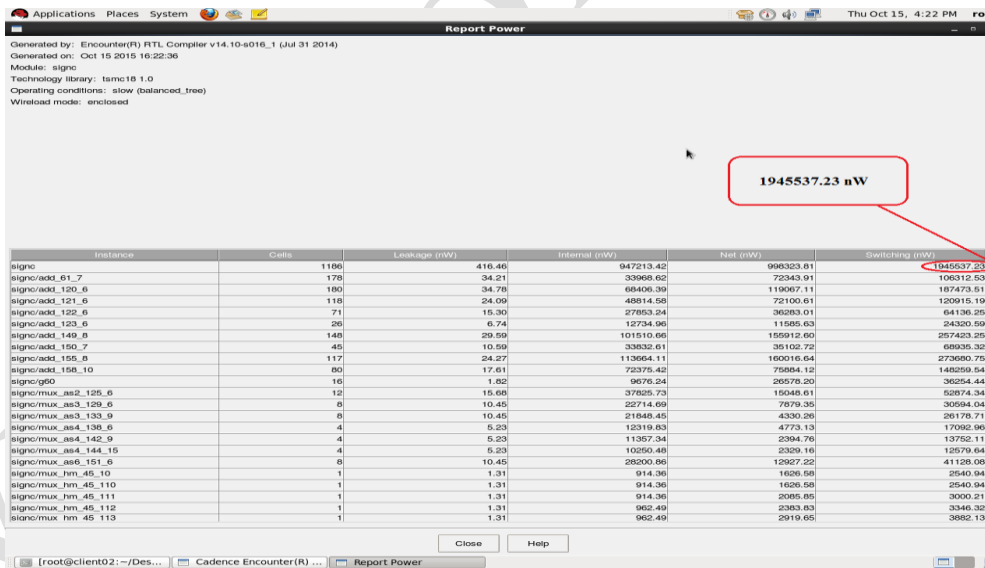 Applications Places System Thu Oct 15, 4:22 PM ro
Report Power
Generated by: Encounter(R) RTL Compiler v14.10-s016_1 (Jul 31 2014)
Generated on: Oct 15 2015 16:22:36
Module: signc
Technology library: tsmc18 1.0
Operating conditions: slow (balanced_tree)
Wireload mode: enclosed
1945537.23 nW
Instance Cells Leakage (nW) Internal (nW) Net (nW) Switching (nW)
signc 1186 416.46 947213.42 998323.81 1945537.23
signc/add_61_7 178 34.21 33968.62 72343.91 106312.53
signc/add_120_6 180 34.78 68406.39 119067.11 187473.51
signc/add_121_6 118 24.09 48814.58 72100.61 120915.19
signc/add_122_6 71 15.30 27853.24 36283.01 64136.25
signc/add_123_6 26 6.74 12734.96 11585.63 24320.59
signc/add_149_8 148 29.59 101510.66 155912.60 257423.25
signc/add_150_7 45 10.59 33832.61 35102.72 68935.32
signc/add_155_8 117 24.27 113664.11 160016.64 273680.75
signc/add_158_10 80 17.61 72375.42 75884.12 148259.54
signc/g60 16 1.82 9676.24 26578.20 36254.44
signc/mux_as2_125_6 12 15.68 37825.73 15048.61 52874.34
signc/mux_as3_129_6 8 10.45 22714.69 7879.35 30594.04
signc/mux_as3_133_9 8 10.45 21848.45 4330.26 26178.71
signc/mux_as4_138_6 4 5.23 12319.83 4773.13 17092.96
signc/mux_as4_142_9 4 5.23 11357.34 2394.76 13752.11
signc/mux_as4_144_15 4 5.23 10250.48 2329.16 12579.64
signc/mux_as6_151_6 8 10.45 28200.86 12927.22 41128.08
signc/mux_hm_45_10 1 1.31 914.36 1626.58 2540.94
signc/mux_hm_45_110 1 1.31 914.36 1626.58 2540.94
signc/mux_hm_45_111 1 1.31 914.36 2085.85 3000.21
signc/mux_hm_45_112 1 1.31 962.49 2383.83 3346.32
signc/mux_hm_45_113 1 1.31 962.49 2919.65 3882.13
Close Help
[root@client02:~/Des... Cadence Encounter(R) ... Report Power